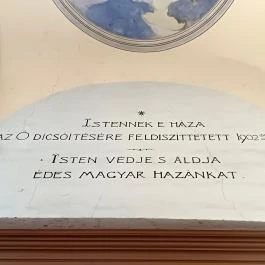 ISTENNEK E HÁZA
AZ Ő DICSŐITÉSÉRE FELDISZITTETETT 1902
ISTEN VÉDJE S ÁLDJA
ÉDES MAGYAR HAZÁNKAT.